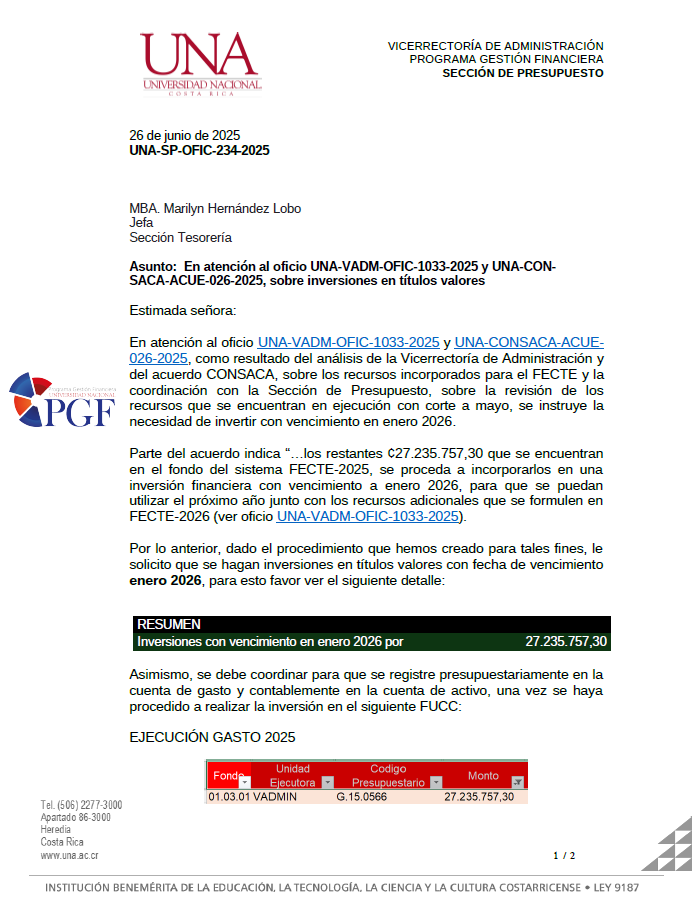 UNA
UNIVERSIDAD NACIONAL
COSTA RICA
VICERRECTORÍA DE ADMINISTRACIÓN
PROGRAMA GESTIÓN FINANCIERA
SECCIÓN DE PRESUPUESTO
26 de junio de 2025
UNA-SP-OFIC-234-2025
MBA. Marilyn Hernández Lobo
Jefa
Sección Tesorería
Asunto: En atención al oficio UNA-VADM-OFIC-1033-2025 y UNA-CON-
SACA-ACUE-026-2025, sobre inversiones en títulos valores
Estimada señora:
En atención al oficio UNA-VADM-OFIC-1033-2025 y UNA-CONSACA-ACUE-
026-2025, como resultado del análisis de la Vicerrectoría de Administración y
del acuerdo CONSACA, sobre los recursos incorporados para el FECTE y la
coordinación con la Sección de Presupuesto, sobre la revisión de los
recursos que se encuentran en ejecución con corte a mayo, se instruye la
necesidad de invertir con vencimiento en enero 2026.
Programa Gestión Financiera
UNIVERSIDAD NACIONAL
PGF
Parte del acuerdo indica “…los restantes ₵27.235.757,30 que se encuentran
en el fondo del sistema FECTE-2025, se proceda a incorporarlos en una
inversión financiera con vencimiento a enero 2026, para que se puedan
utilizar el próximo año junto con los recursos adicionales que se formulen en
FECTE-2026 (ver oficio UNA-VADM-OFIC-1033-2025).
Por lo anterior, dado el procedimiento que hemos creado para tales fines, le
solicito que se hagan inversiones en títulos valores con fecha de vencimiento
enero 2026, para esto favor ver el siguiente detalle:
RESUMEN
Inversiones con vencimiento en enero 2026 por 27.235.757,30
Asimismo, se debe coordinar para que se registre presupuestariamente en la
cuenta de gasto y contablemente en la cuenta de activo, una vez se haya
procedido a realizar la inversión en el siguiente FUCC:
EJECUCIÓN GASTO 2025
Fondo Unidad Ejecutora Codigo Presupuestario Monto
01.03.01 VADMIN G.15.0566 27.235.757,30
Tel. (506) 2277-3000
Apartado 86-3000
Heredia
Costa Rica
www.una.ac.cr
1 / 2
INSTITUCIÓN BENEMÉRITA DE LA EDUCACIÓN, LA TECNOLOGÍA, LA CIENCIA Y LA CULTURA COSTARRICENSE • LEY 9187